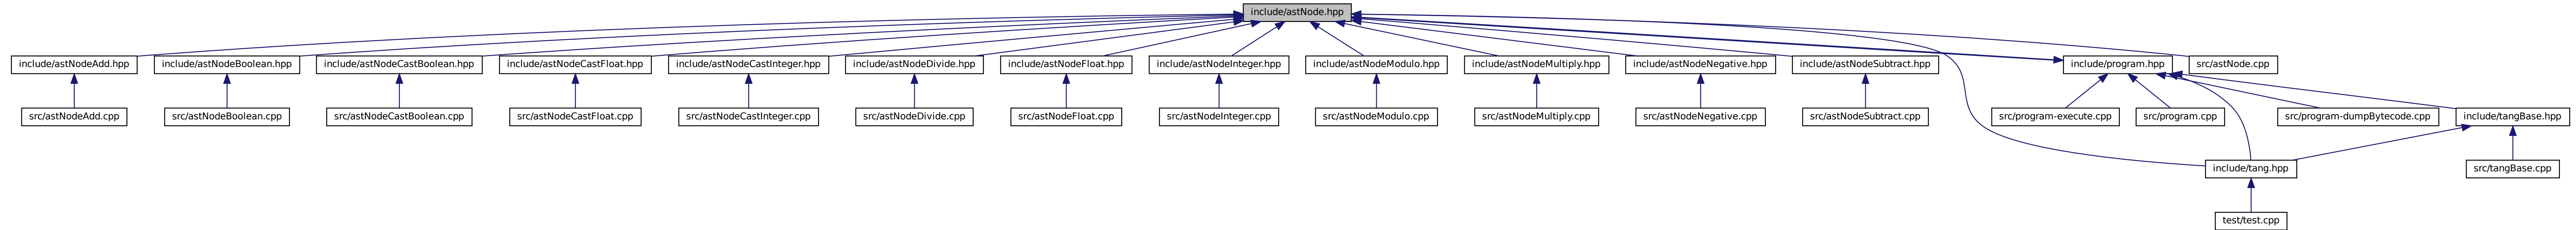 include/astNode.hpp
include/astNodeAdd.hpp
include/astNodeBoolean.hpp
include/astNodeCastBoolean.hpp
include/astNodeCastFloat.hpp
include/astNodeCastInteger.hpp
include/astNodeDivide.hpp
include/astNodeFloat.hpp
include/astNodeInteger.hpp
include/astNodeModulo.hpp
include/astNodeMultiply.hpp
include/astNodeNegative.hpp
include/astNodeSubtract.hpp
include/program.hpp
src/astNode.cpp
src/astNodeAdd.cpp
src/astNodeBoolean.cpp
src/astNodeCastBoolean.cpp
src/astNodeCastFloat.cpp
src/astNodeCastInteger.cpp
src/astNodeDivide.cpp
src/astNodeFloat.cpp
src/astNodeInteger.cpp
src/astNodeModulo.cpp
src/astNodeMultiply.cpp
src/astNodeNegative.cpp
src/astNodeSubtract.cpp
src/program-execute.cpp
src/program.cpp
src/program-dumpBytecode.cpp
include/tangBase.hpp
include/tang.hpp
src/tangBase.cpp
test/test.cpp